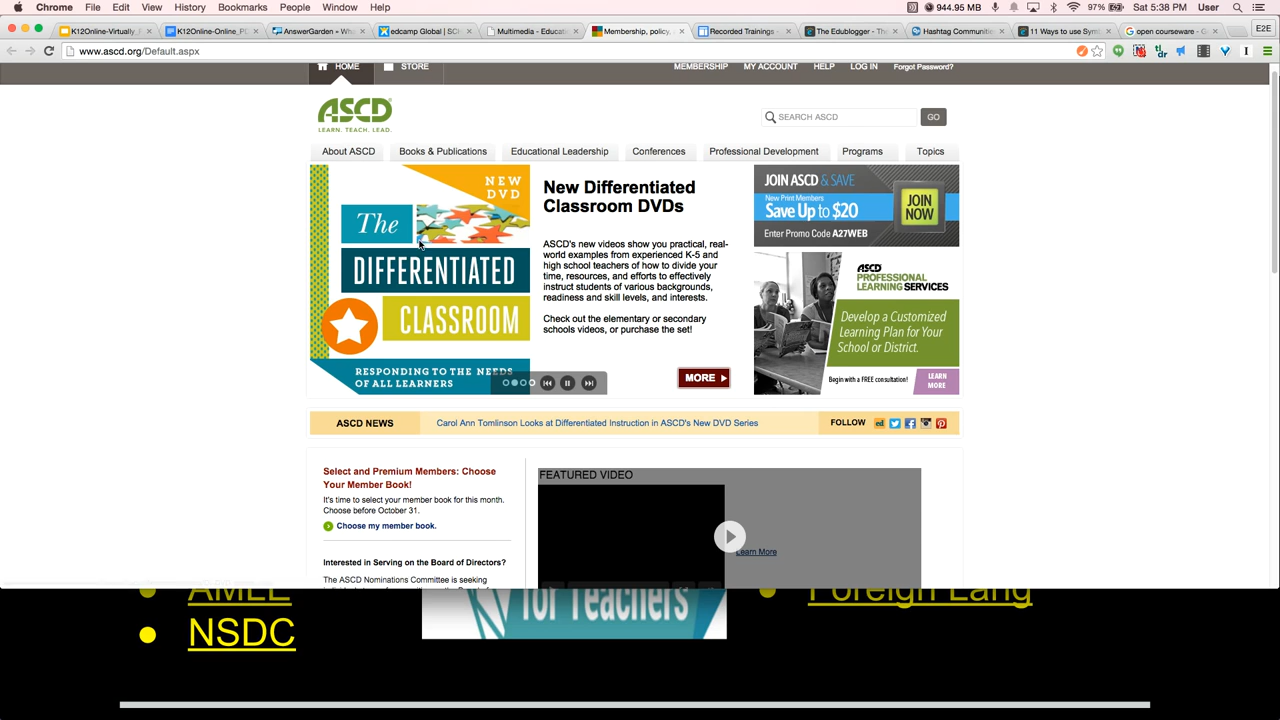 Chrome File Edit View History Bookmarks People Window Help 944.95 MB 97% Sat 5:38 PM User
K12Online-Virtually_ K12Online-Online_P AnswerGarden » Wh edcamp Global | SC Multimedia - Educat Membership, policy, Recorded Trainings - The Edublogger - The Hashtag Communiti 11 Ways to use Sym open courseware - G E2E
www.ascd.org/Default.aspx
HOME STORE MEMBERSHIP MY ACCOUNT HELP LOG IN Forgot Password?
ASCD
LEARN. TEACH. LEAD.
SEARCH ASCD GO
About ASCD Books & Publications Educational Leadership Conferences Professional Development Programs Topics
NEW
DVD
The
DIFFERENTIATED
CLASSROOM
RESPONDING TO THE NEEDS
OF ALL LEARNERS
New Differentiated
Classroom DVDs
ASCD's new videos show you practical, real-
world examples from experienced K-5 and
high school teachers of how to divide your
time, resources, and efforts to effectively
instruct students of various backgrounds,
readiness and skill levels, and interests.
Check out the elementary or secondary
schools videos, or purchase the set!
MORE
JOIN ASCD & SAVE
New Print Members
Save Up to $20
Enter Promo Code A27WEB
JOIN
NOW
ASCD
PROFESSIONAL
LEARNING SERVICES
Develop a Customized
Learning Plan for Your
School or District.
Begin with a FREE consultation!
LEARN
MORE
ASCD NEWS Carol Ann Tomlinson Looks at Differentiated Instruction in ASCD's New DVD Series FOLLOW
Select and Premium Members: Choose
Your Member Book!
It's time to select your member book for this month.
Choose before October 31.
Choose my member book.
Interested in Serving on the Board of Directors?
The ASCD Nominations Committee is seeking
FEATURED VIDEO
Learn More
AMLE
NSDC
for Teachers
Foreign Lang